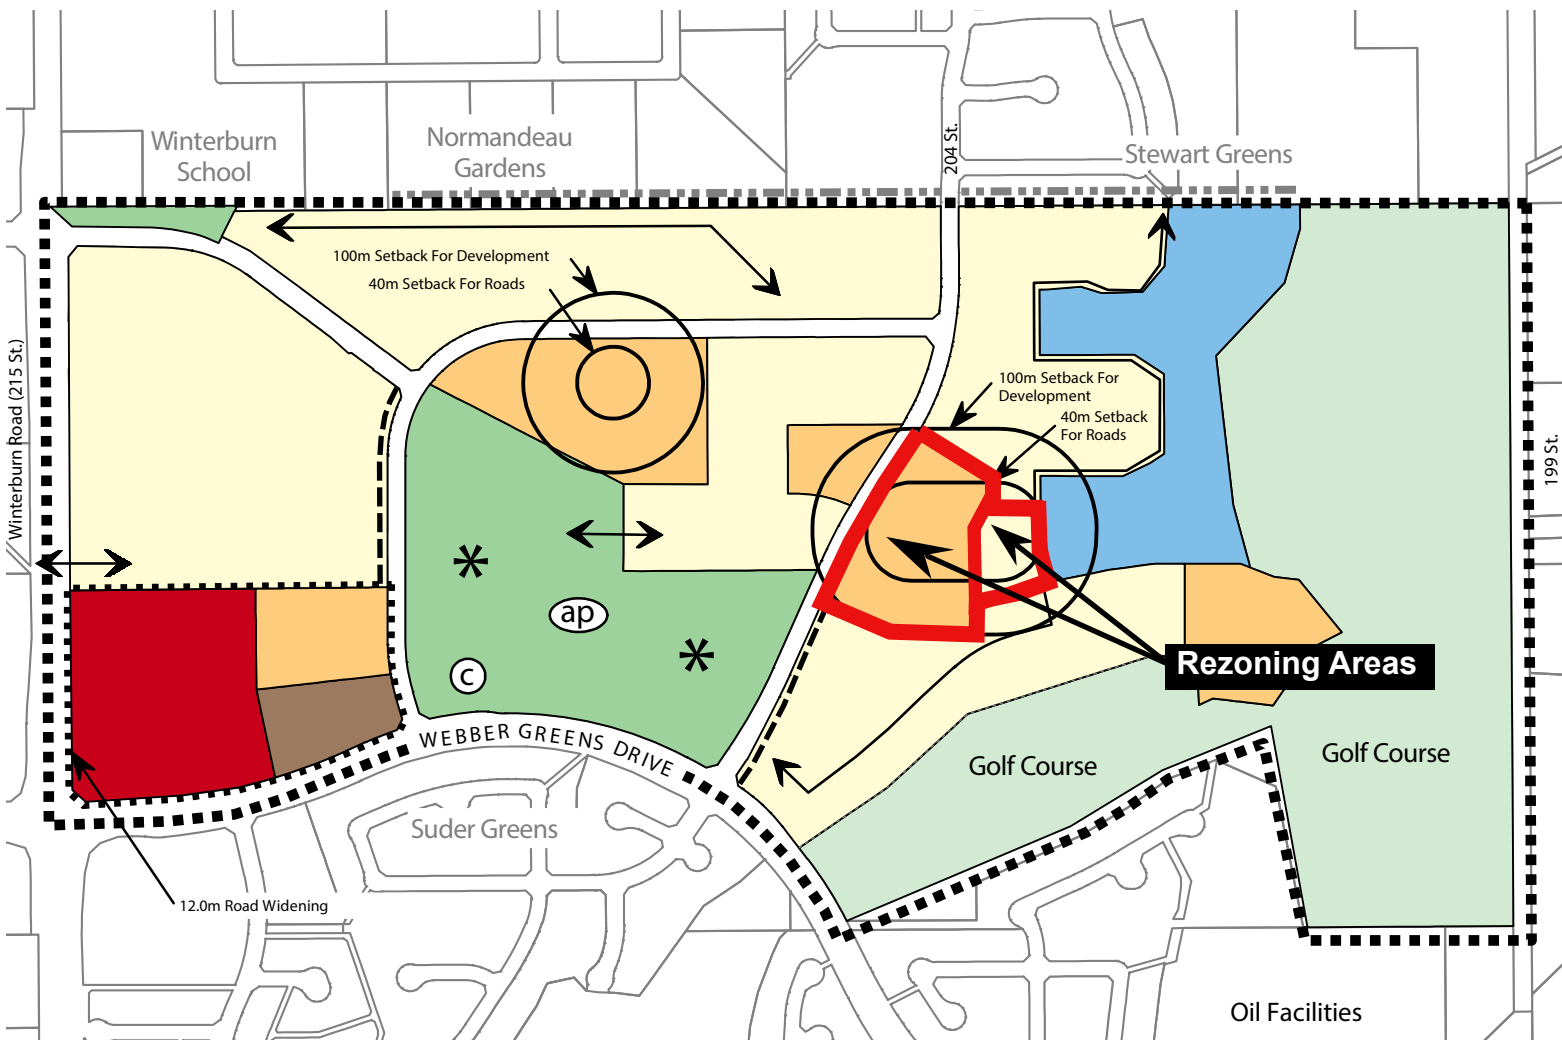 Winterburn
School
Normandeau
Gardens
204 St.
Stewart Greens
100m Setback For Development
40m Setback For Roads
Winterburn Road (215 St.)
100m Setback For
Development
40m Setback
For Roads
199 St.
*
ap
*
c
Rezoning Areas
WEBBER GREENS DRIVE
Golf Course
Golf Course
Suder Greens
12.0m Road Widening
Oil Facilities